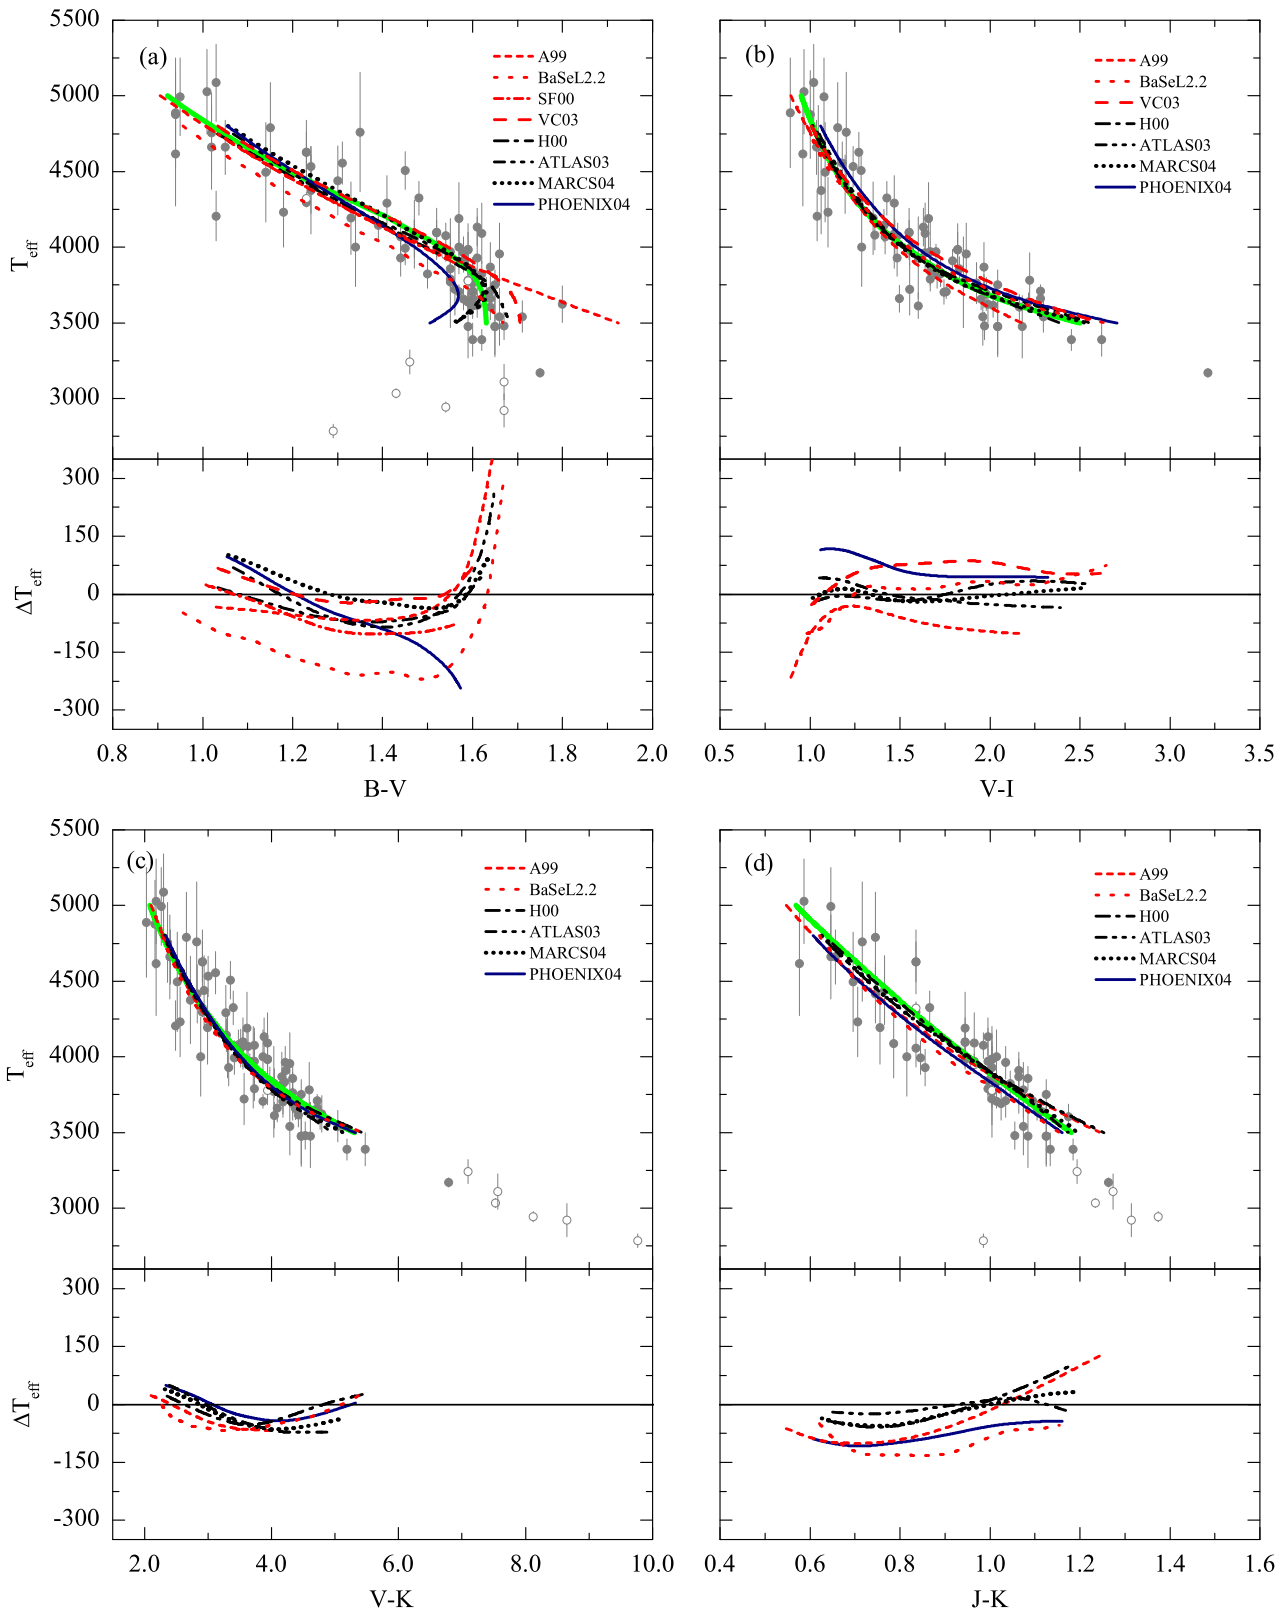 5500
5000
4500
4000
3500
3000
T_eff
(a)
A99
BaSeL2.2
SF00
VC03
H00
ATLAS03
MARCS04
PHOENIX04
(b)
A99
BaSeL2.2
VC03
H00
ATLAS03
MARCS04
PHOENIX04
300
150
0
-150
-300
ΔT_eff
0.8 1.0 1.2 1.4 1.6 1.8 2.0
B-V
0.5 1.0 1.5 2.0 2.5 3.0 3.5
V-I
5500
5000
4500
4000
3500
3000
T_eff
(c)
A99
BaSeL2.2
H00
ATLAS03
MARCS04
PHOENIX04
(d)
A99
BaSeL2.2
H00
ATLAS03
MARCS04
PHOENIX04
300
150
0
-150
-300
ΔT_eff
2.0 4.0 6.0 8.0 10.0
V-K
0.4 0.6 0.8 1.0 1.2 1.4 1.6
J-K